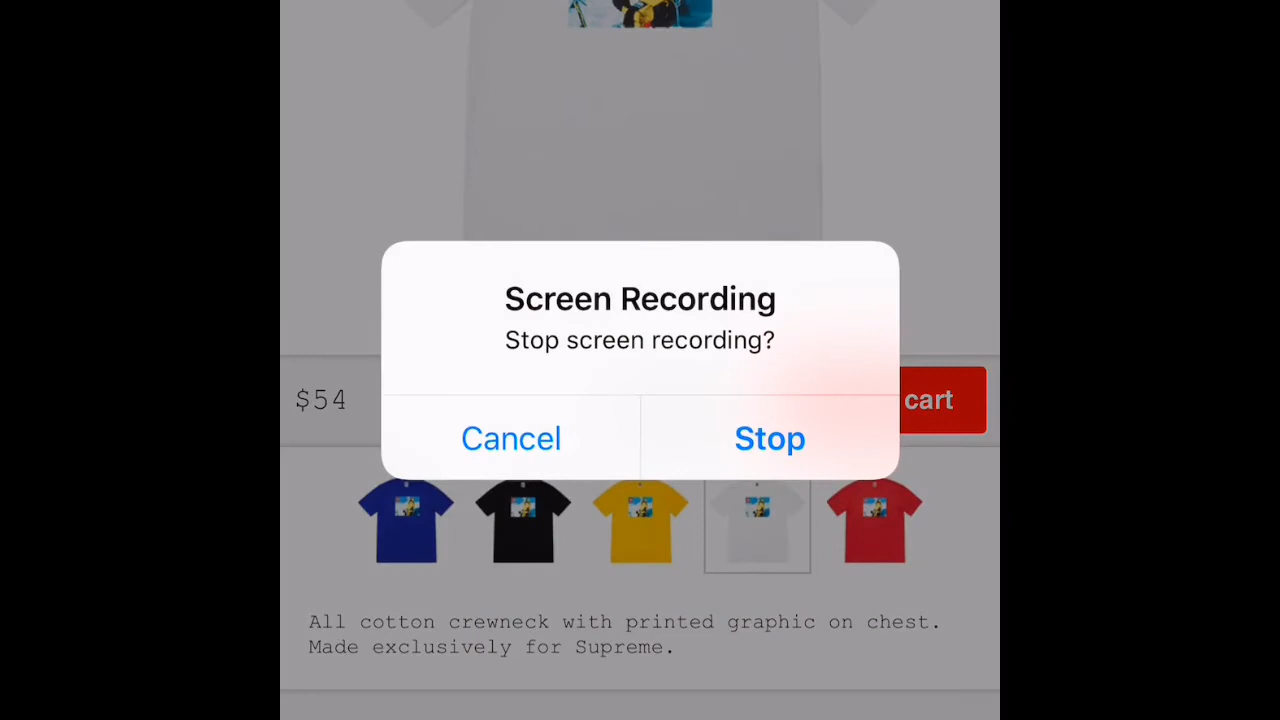 Screen Recording
Stop screen recording?
$54
cart
Cancel
Stop
All cotton crewneck with printed graphic on chest.
Made exclusively for Supreme.